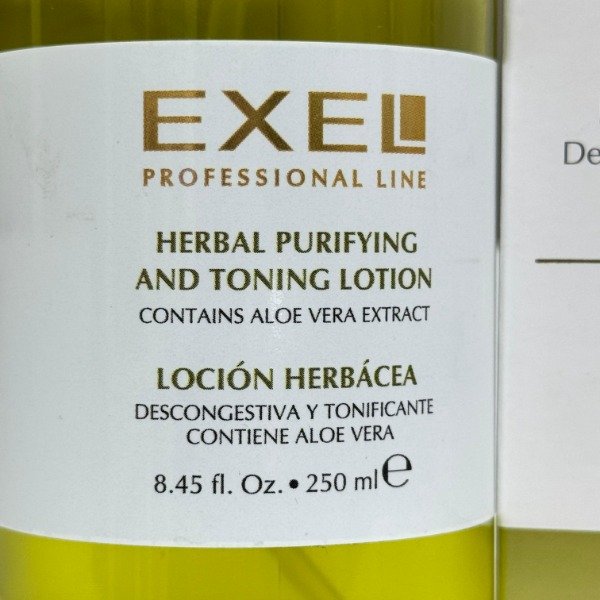 EXEL
PROFESSIONAL LINE
HERBAL PURIFYING
AND TONING LOTION
CONTAINS ALOE VERA EXTRACT
LOCIÓN HERBÁCEA
DESCONGESTIVA Y TONIFICANTE
CONTIENE ALOE VERA
8.45 fl. Oz. • 250 ml ℮
De